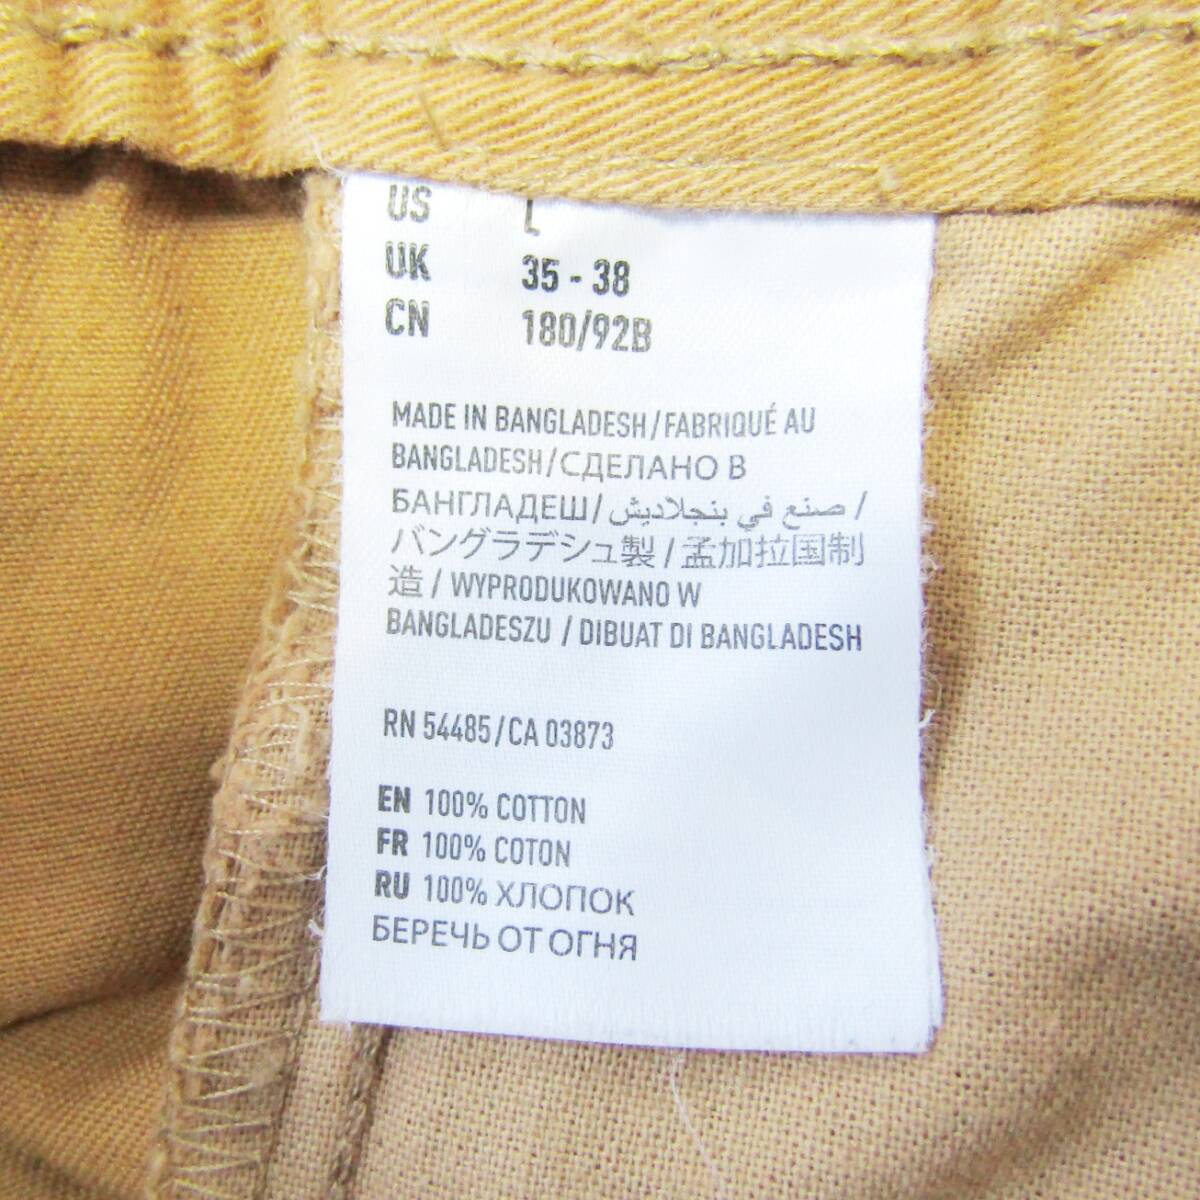 US L
UK 35 - 38
CN 180/92B
MADE IN BANGLADESH/FABRIQUÉ AU
BANGLADESH/СДЕЛАНО В
БАНГЛАДЕШ/ صنع في بنجلاديش /
バングラデシュ製 / 孟加拉国制
造 / WYPRODUKOWANO W
BANGLADESZU / DIBUAT DI BANGLADESH
RN 54485/CA 03873
EN 100% COTTON
FR 100% COTON
RU 100% ХЛОПОК
БЕРЕЧЬ ОТ ОГНЯ